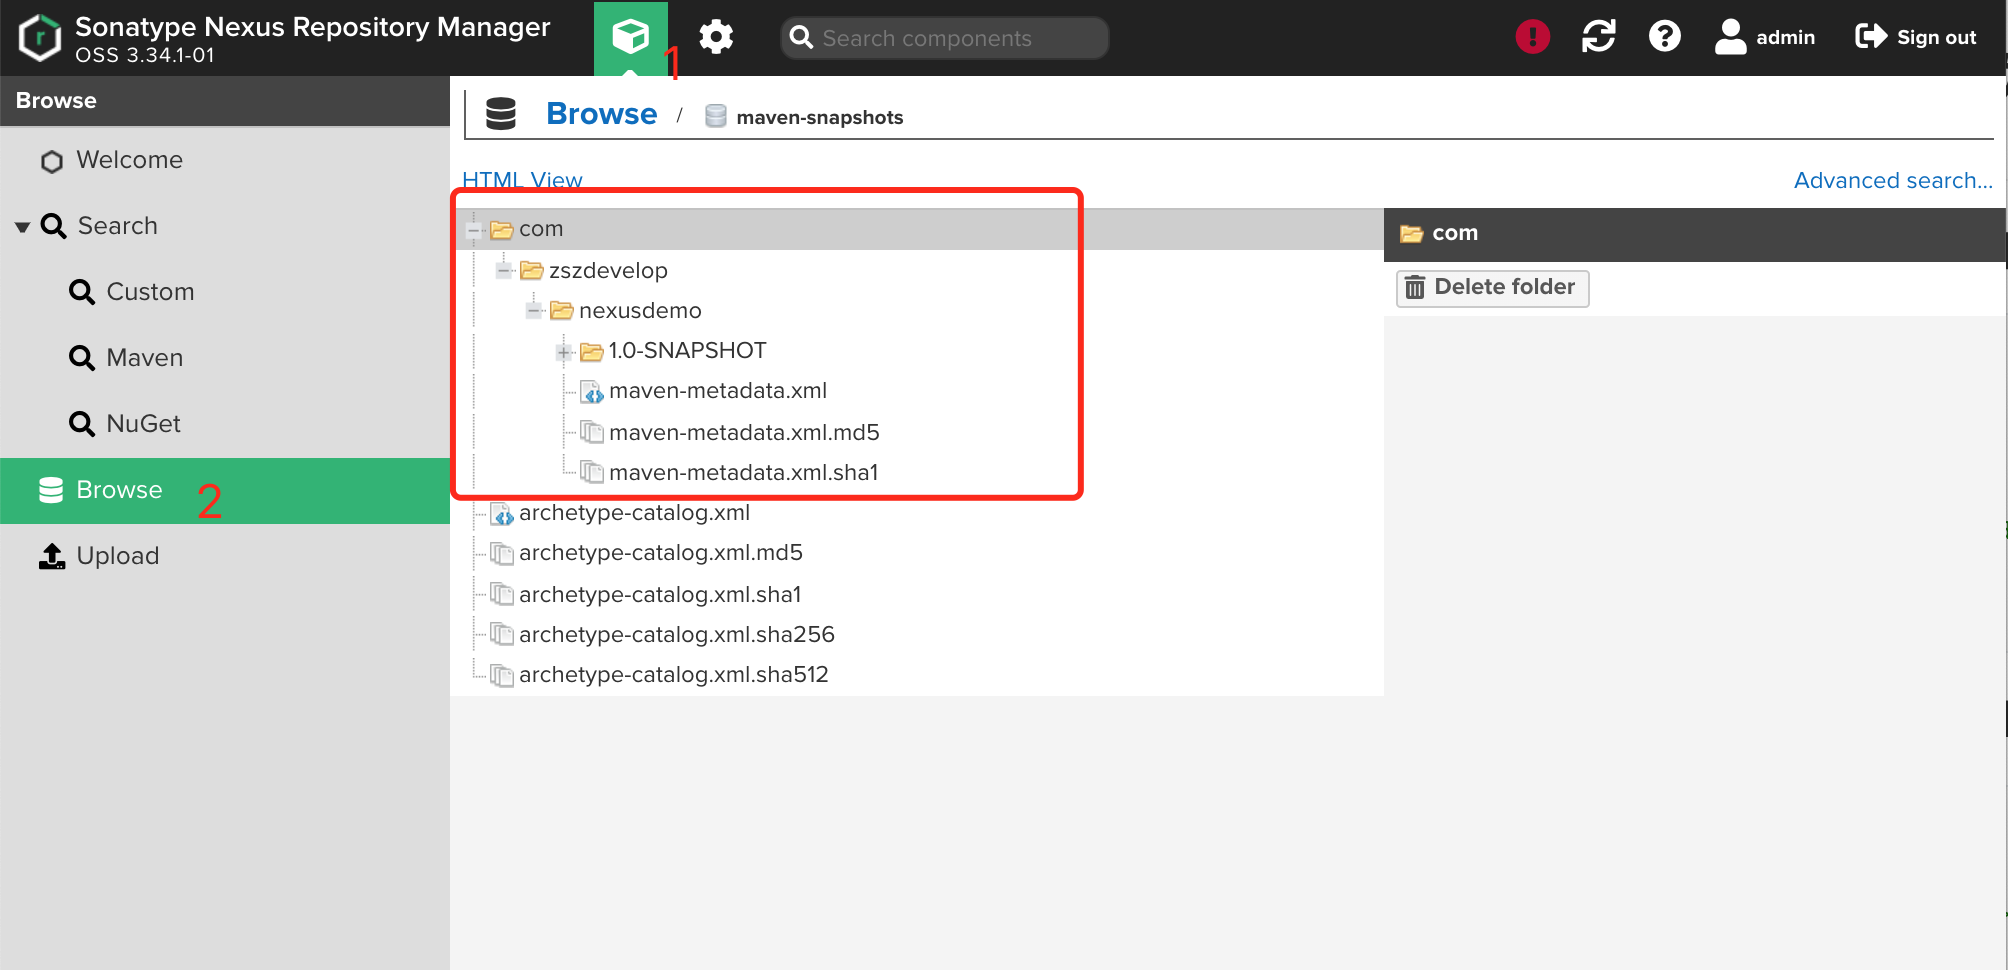 Sonatype Nexus Repository Manager
OSS 3.34.1-01
1
Search components
admin
Sign out
Browse
Welcome
Search
Custom
Maven
NuGet
Browse
2
Upload
Browse / maven-snapshots
HTML View
Advanced search...
com
zszdevelop
nexusdemo
1.0-SNAPSHOT
maven-metadata.xml
maven-metadata.xml.md5
maven-metadata.xml.sha1
archetype-catalog.xml
archetype-catalog.xml.md5
archetype-catalog.xml.sha1
archetype-catalog.xml.sha256
archetype-catalog.xml.sha512
com
Delete folder